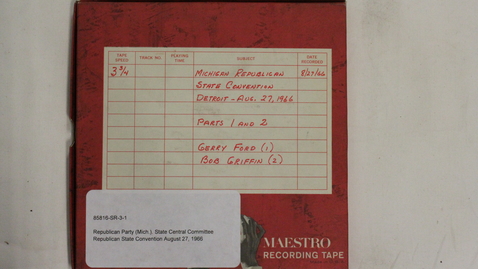 TAPE SPEED TRACK NO. PLAYING TIME SUBJECT DATE RECORDED
3 3/4 MICHIGAN REPUBLICAN 8/27/66
STATE CONVENTION
DETROIT - AUG. 27, 1966
PARTS 1 AND 2
GERRY FORD (1)
BOB GRIFFIN (2)
85816-SR-3-1
Republican Party (Mich.). State Central Committee
Republican State Convention August 27, 1966
MAESTRO
RECORDING TAPE